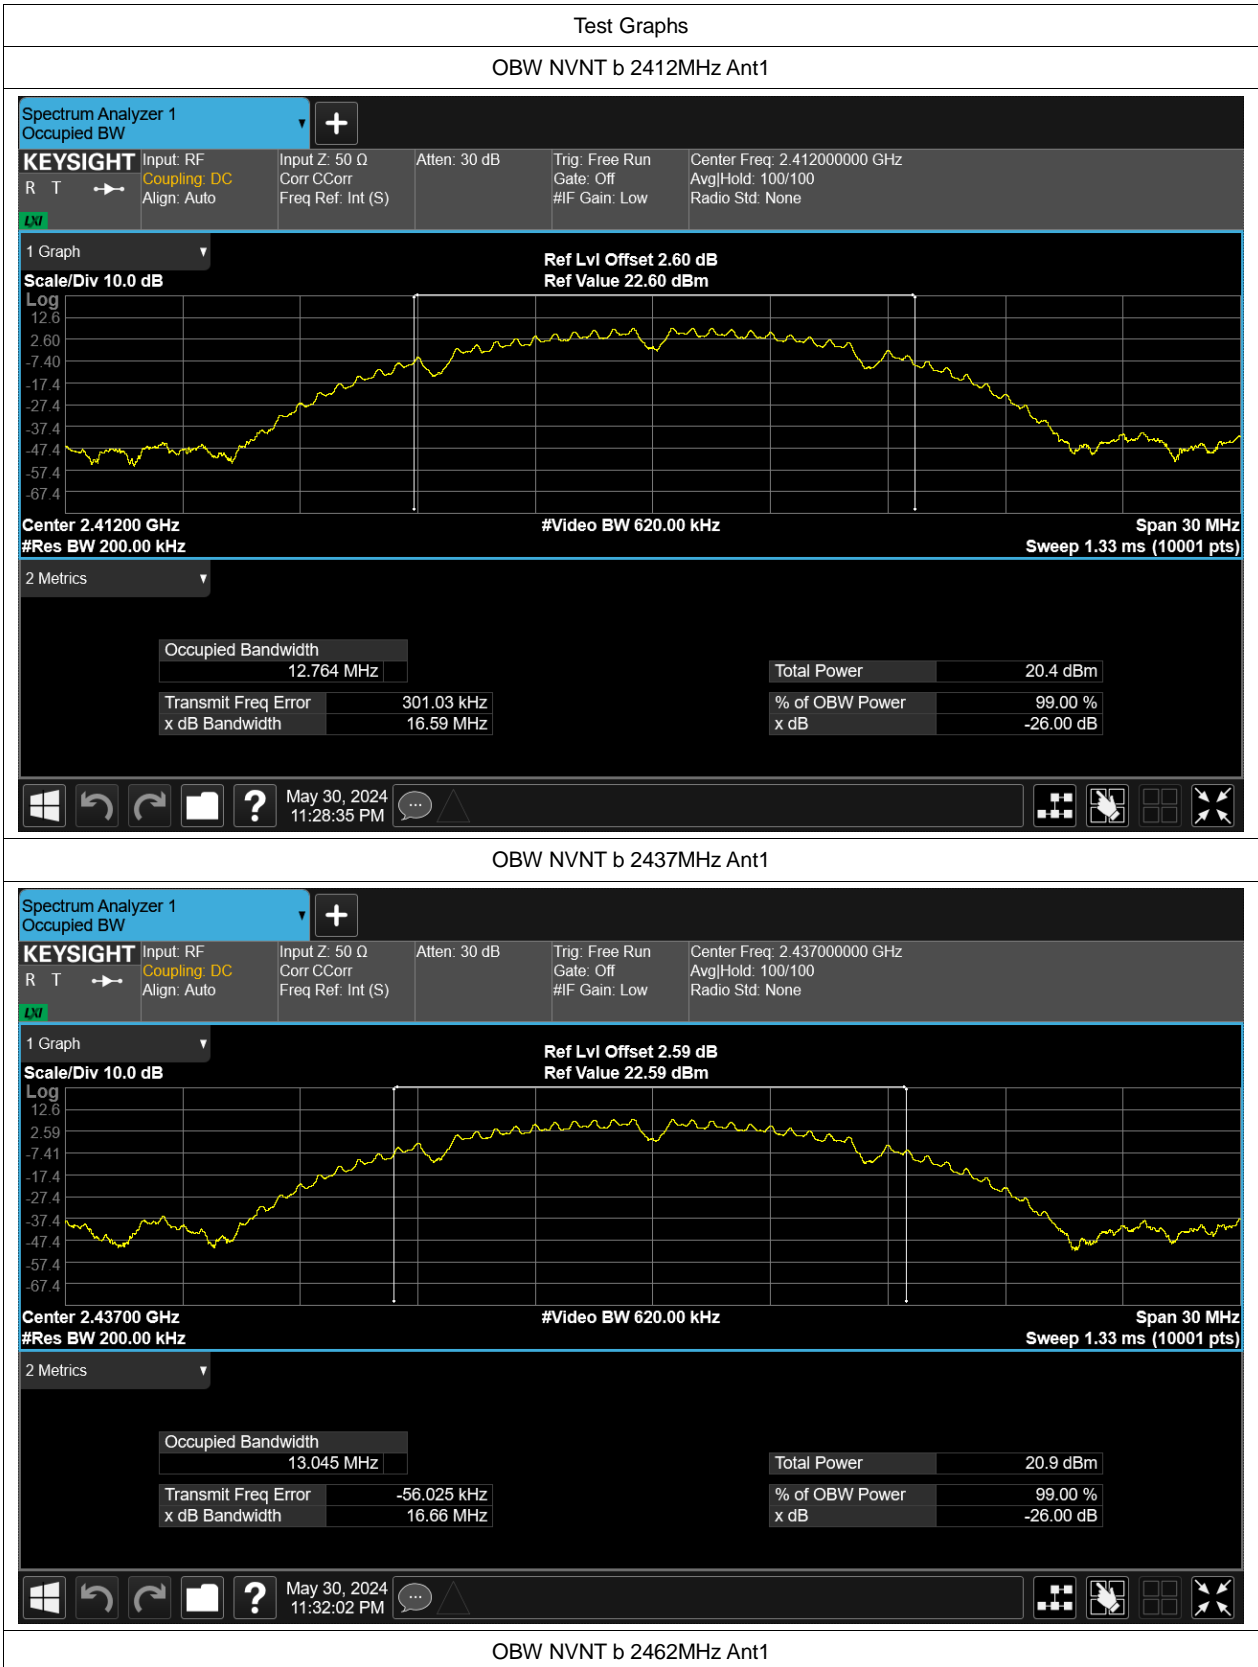 Test Graphs
OBW NVNT b 2412MHz Ant1
Spectrum Analyzer 1
Occupied BW
KEYSIGHT Input: RF Input Z: 50 Ω Atten: 30 dB Trig: Free Run Center Freq: 2.412000000 GHz
R T Coupling: DC Corr CCorr Gate: Off Avg|Hold: 100/100
Align: Auto Freq Ref: Int (S) #IF Gain: Low Radio Std: None
LXI
1 Graph
Ref Lvl Offset 2.60 dB
Scale/Div 10.0 dB Ref Value 22.60 dBm
Log
12.6
2.60
-7.40
-17.4
-27.4
-37.4
-47.4
-57.4
-67.4
Center 2.41200 GHz #Video BW 620.00 kHz Span 30 MHz
#Res BW 200.00 kHz Sweep 1.33 ms (10001 pts)
2 Metrics
Occupied Bandwidth
12.764 MHz Total Power 20.4 dBm
Transmit Freq Error 301.03 kHz % of OBW Power 99.00 %
x dB Bandwidth 16.59 MHz x dB -26.00 dB
May 30, 2024
11:28:35 PM
OBW NVNT b 2437MHz Ant1
Spectrum Analyzer 1
Occupied BW
KEYSIGHT Input: RF Input Z: 50 Ω Atten: 30 dB Trig: Free Run Center Freq: 2.437000000 GHz
R T Coupling: DC Corr CCorr Gate: Off Avg|Hold: 100/100
Align: Auto Freq Ref: Int (S) #IF Gain: Low Radio Std: None
LXI
1 Graph
Ref Lvl Offset 2.59 dB
Scale/Div 10.0 dB Ref Value 22.59 dBm
Log
12.6
2.59
-7.41
-17.4
-27.4
-37.4
-47.4
-57.4
-67.4
Center 2.43700 GHz #Video BW 620.00 kHz Span 30 MHz
#Res BW 200.00 kHz Sweep 1.33 ms (10001 pts)
2 Metrics
Occupied Bandwidth
13.045 MHz Total Power 20.9 dBm
Transmit Freq Error -56.025 kHz % of OBW Power 99.00 %
x dB Bandwidth 16.66 MHz x dB -26.00 dB
May 30, 2024
11:32:02 PM
OBW NVNT b 2462MHz Ant1